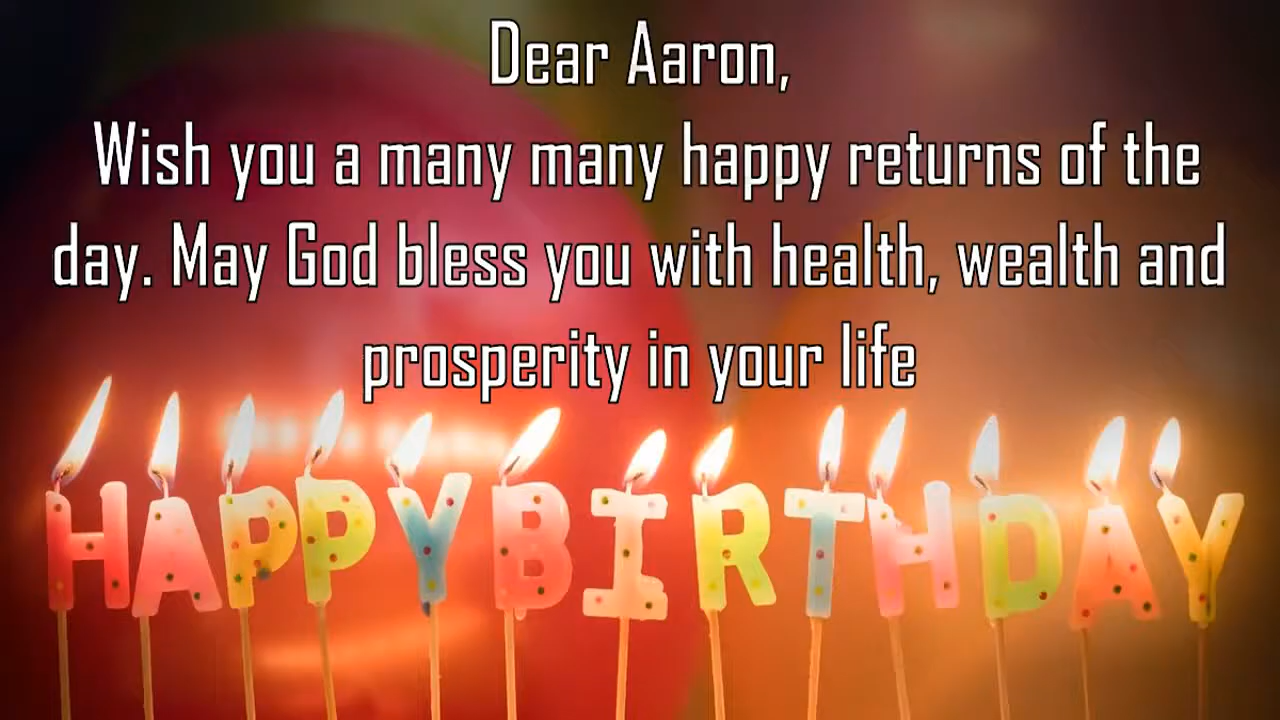 Dear Aaron,
Wish you a many many happy returns of the
day. May God bless you with health, wealth and
prosperity in your life
HAPPYBIRTHDAY